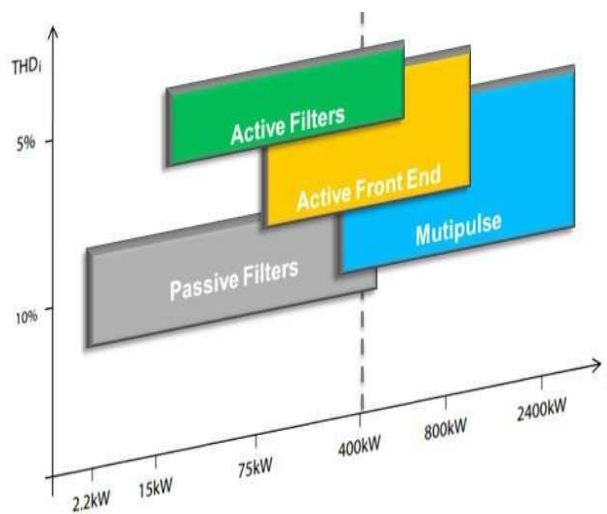 THDi
5%
10%
Active Filters
Active Front End
Mutipulse
Passive Filters
2.2kW
15kW
75kW
400kW
800kW
2400kW